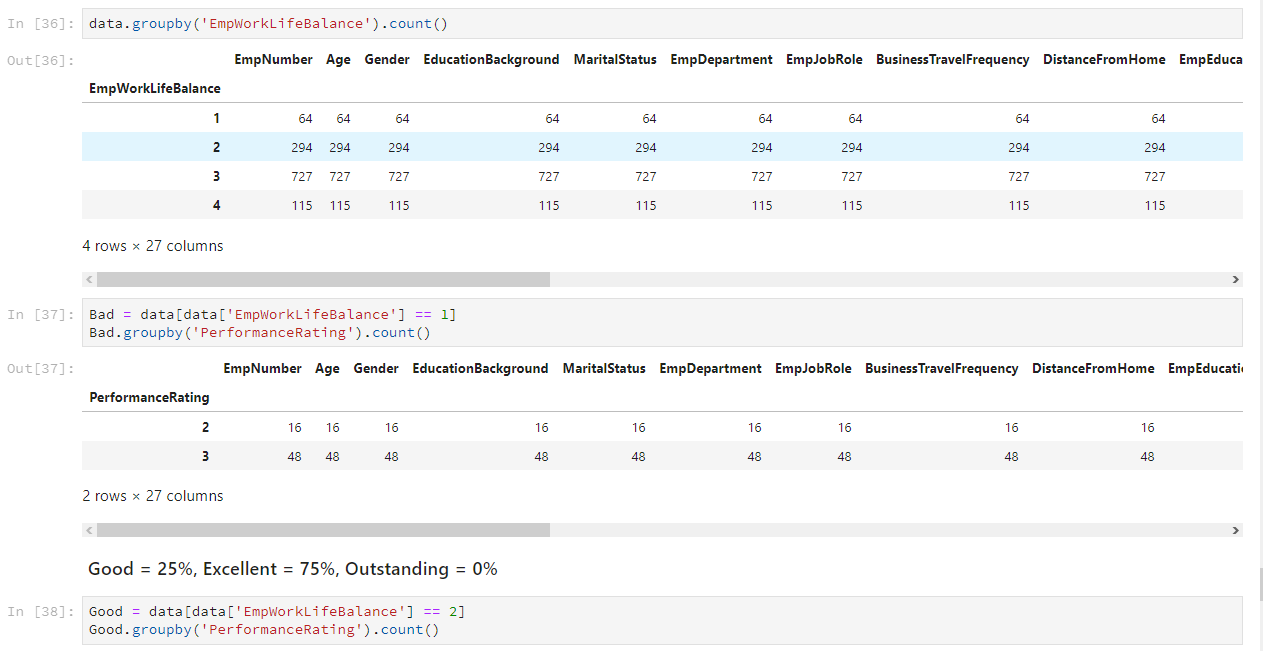 In [36]: data.groupby('EmpWorkLifeBalance').count()
Out[36]:
EmpNumber Age Gender EducationBackground MaritalStatus EmpDepartment EmpJobRole BusinessTravelFrequency DistanceFromHome EmpEduca
EmpWorkLifeBalance
1 64 64 64 64 64 64 64 64 64
2 294 294 294 294 294 294 294 294 294
3 727 727 727 727 727 727 727 727 727
4 115 115 115 115 115 115 115 115 115
4 rows × 27 columns
In [37]: Bad = data[data['EmpWorkLifeBalance'] == 1]
Bad.groupby('PerformanceRating').count()
Out[37]:
EmpNumber Age Gender EducationBackground MaritalStatus EmpDepartment EmpJobRole BusinessTravelFrequency DistanceFromHome EmpEducati
PerformanceRating
2 16 16 16 16 16 16 16 16 16
3 48 48 48 48 48 48 48 48 48
2 rows × 27 columns
Good = 25%, Excellent = 75%, Outstanding = 0%
In [38]: Good = data[data['EmpWorkLifeBalance'] == 2]
Good.groupby('PerformanceRating').count()